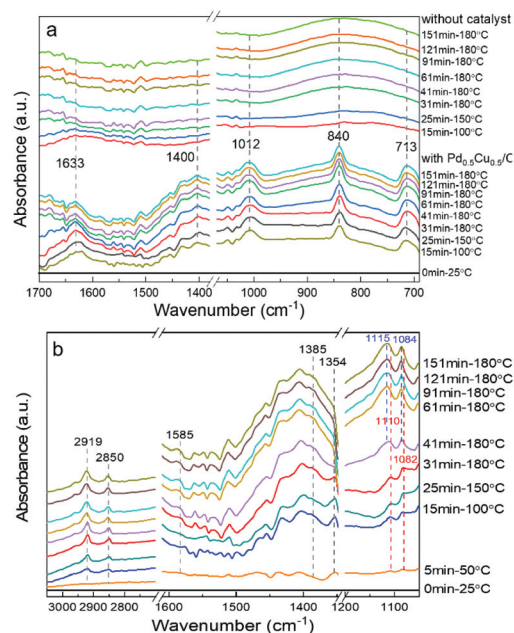 a
without catalyst
151min-180°C
121min-180°C
91min-180°C
61min-180°C
41min-180°C
31min-180°C
25min-150°C
15min-100°C
1633
1400
1012
840
713
with Pd0.5Cu0.5/C
151min-180°C
121min-180°C
91min-180°C
61min-180°C
41min-180°C
31min-180°C
25min-150°C
15min-100°C
0min-25°C
Absorbance (a.u.)
1700 1600 1500 1400 1000 900 800 700
Wavenumber (cm-1)
b
1385
1354
1115
1084
151min-180°C
121min-180°C
91min-180°C
61min-180°C
1110
2919
2850
1585
41min-180°C
1082
31min-180°C
25min-150°C
15min-100°C
5min-50°C
0min-25°C
Absorbance (a.u.)
3000 2900 2800 1600 1500 1400 1200 1100
Wavenumber (cm-1)